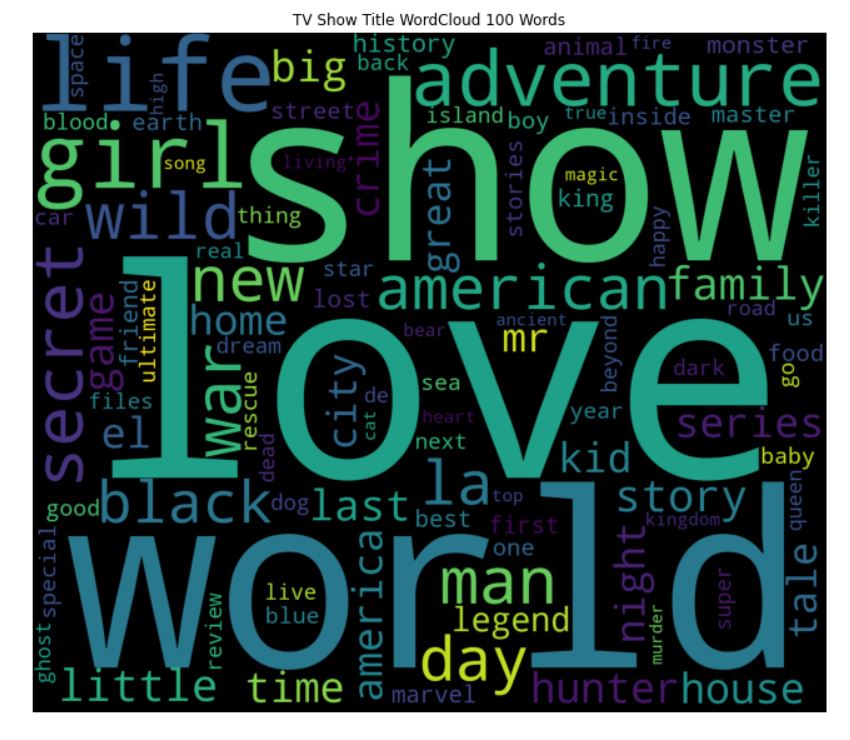 TV Show Title WordCloud 100 Words
life
space
high
big
history
back
animal
fire
monster
adventure
blood
earth
street
crime
island
boy
true
inside
master
girl
song
living
show
magic
king
stories
great
killer
happy
car
wild
thing
real
new
star
lost
american
family
road
us
secret
game
friend
ultimate
home
dream
love
bear
ancient
mr
beyond
dark
food
go
files
el
war
rescue
city
de
cat
sea
heart
next
year
kid
series
baby
dead
good
black
dog
last
la
top
best
first
one
story
night
kingdom
queen
tale
world
special
ghost
review
live
blue
america
man
legend
day
super
murder
little
time
marvel
hunter
house